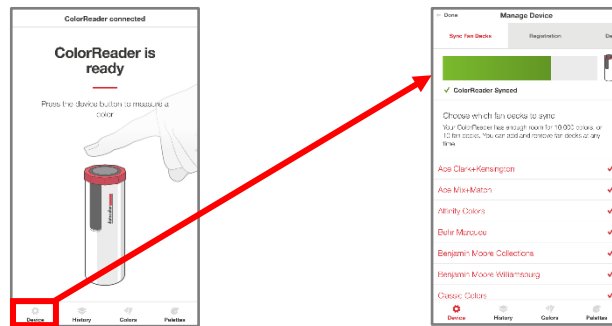 ColorReader connected
ColorReader is
ready
Press the device button to measure a
color
Device History Colors Palettes
Done Manage Device
Sync Fan Decks Registration
ColorReader Synced
Choose which fan decks to sync
Your ColorReader has enough room for 10,000 colors, or
10 fan decks. You can add and remove fan decks at any
time.
Ace Clark+Kensington
Ace Mix+Match
Affinity Colors
Behr Marquee
Benjamin Moore Collections
Benjamin Moore Williamsburg
Classic Colors
Device History Colors Palettes